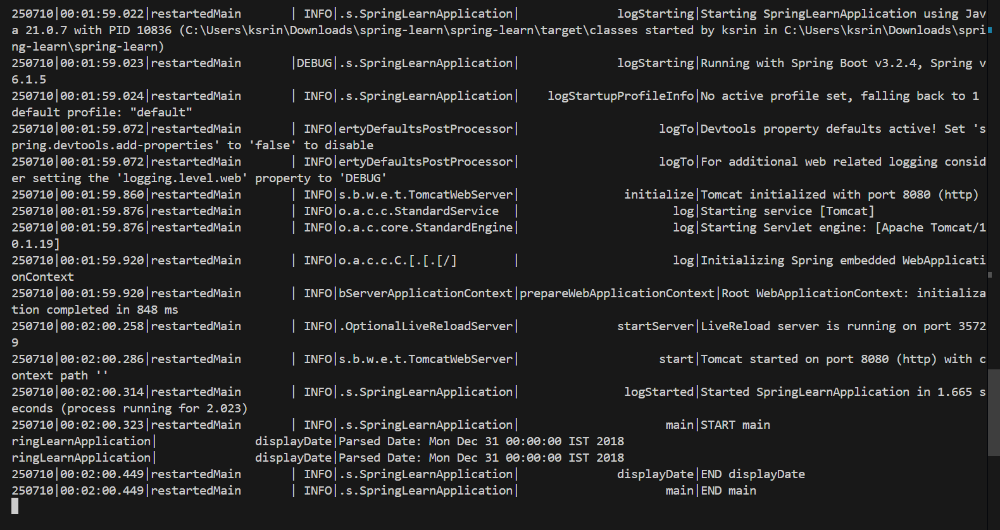 250710|00:01:59.022|restartedMain       | INFO|.s.SpringLearnApplication|              logStarting|Starting SpringLearnApplication using Jav
a 21.0.7 with PID 10836 (C:\Users\ksrin\Downloads\spring-learn\spring-learn\target\classes started by ksrin in C:\Users\ksrin\Downloads\spri
ng-learn\spring-learn)
250710|00:01:59.023|restartedMain       |DEBUG|.s.SpringLearnApplication|              logStarting|Running with Spring Boot v3.2.4, Spring v
6.1.5
250710|00:01:59.024|restartedMain       | INFO|.s.SpringLearnApplication|    logStartupProfileInfo|No active profile set, falling back to 1
default profile: "default"
250710|00:01:59.072|restartedMain       | INFO|ertyDefaultsPostProcessor|                    logTo|Devtools property defaults active! Set 's
pring.devtools.add-properties' to 'false' to disable
250710|00:01:59.072|restartedMain       | INFO|ertyDefaultsPostProcessor|                    logTo|For additional web related logging consid
er setting the 'logging.level.web' property to 'DEBUG'
250710|00:01:59.860|restartedMain       | INFO|s.b.w.e.t.TomcatWebServer|               initialize|Tomcat initialized with port 8080 (http)
250710|00:01:59.876|restartedMain       | INFO|o.a.c.c.StandardService  |                      log|Starting service [Tomcat]
250710|00:01:59.876|restartedMain       | INFO|o.a.c.core.StandardEngine|                      log|Starting Servlet engine: [Apache Tomcat/1
0.1.19]
250710|00:01:59.920|restartedMain       | INFO|o.a.c.c.C.[.[.[/]        |                      log|Initializing Spring embedded WebApplicati
onContext
250710|00:01:59.920|restartedMain       | INFO|bServerApplicationContext|prepareWebApplicationContext|Root WebApplicationContext: initializa
tion completed in 848 ms
250710|00:02:00.258|restartedMain       | INFO|.OptionalLiveReloadServer|              startServer|LiveReload server is running on port 3572
9
250710|00:02:00.286|restartedMain       | INFO|s.b.w.e.t.TomcatWebServer|                    start|Tomcat started on port 8080 (http) with c
ontext path ''
250710|00:02:00.314|restartedMain       | INFO|.s.SpringLearnApplication|               logStarted|Started SpringLearnApplication in 1.665 s
econds (process running for 2.023)
250710|00:02:00.323|restartedMain       | INFO|.s.SpringLearnApplication|                     main|START main
ringLearnApplication|              displayDate|Parsed Date: Mon Dec 31 00:00:00 IST 2018
ringLearnApplication|              displayDate|Parsed Date: Mon Dec 31 00:00:00 IST 2018
250710|00:02:00.449|restartedMain       | INFO|.s.SpringLearnApplication|              displayDate|END displayDate
250710|00:02:00.449|restartedMain       | INFO|.s.SpringLearnApplication|                     main|END main